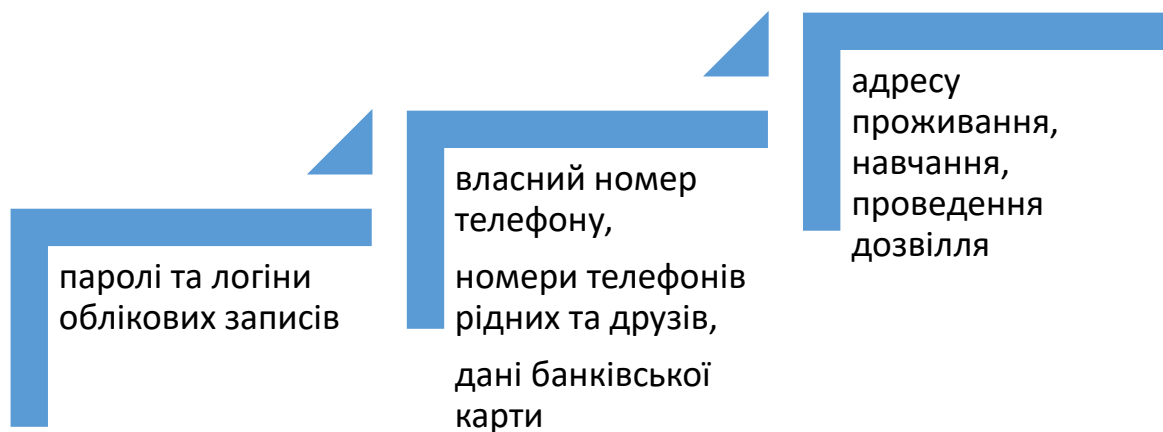 паролі та логіни
облікових записів
власний номер
телефону,
номери телефонів
рідних та друзів,
дані банківської
карти
адресу
проживання,
навчання,
проведення
дозвілля